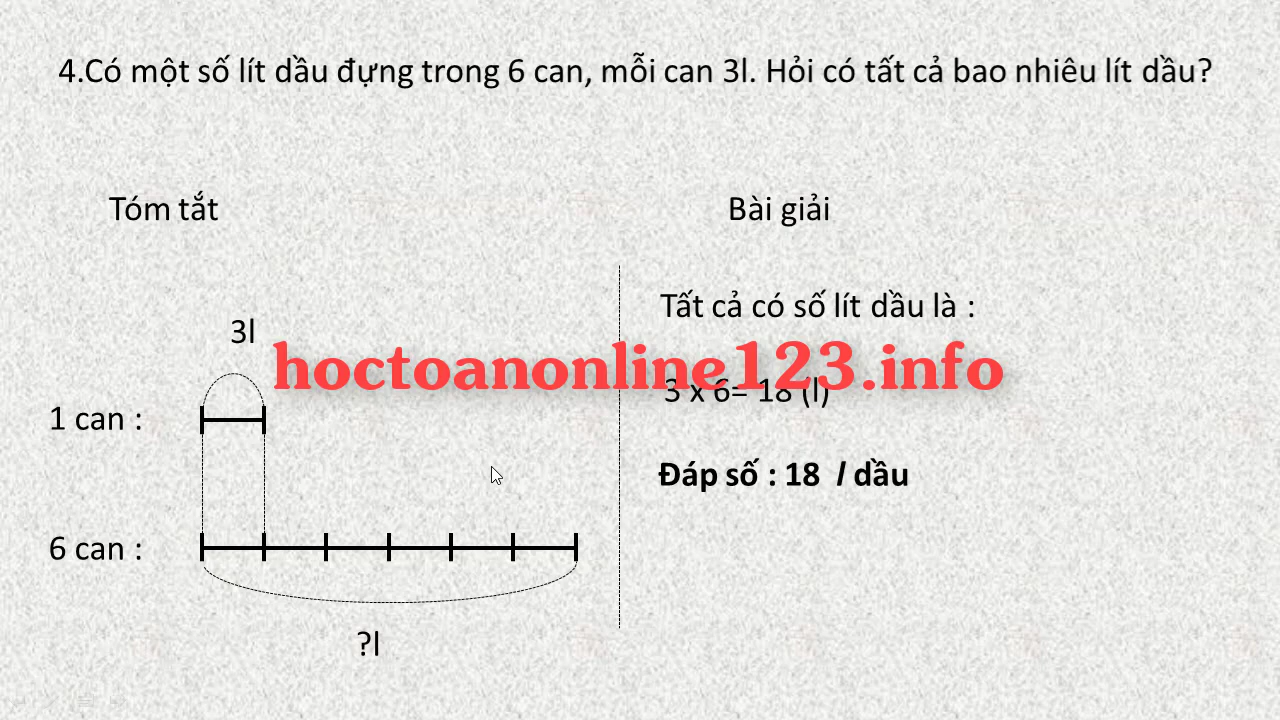 4.Có một số lít dầu đựng trong 6 can, mỗi can 3l. Hỏi có tất cả bao nhiêu lít dầu?
Tóm tắt
3l
1 can :
6 can :
?l
Bài giải
Tất cả có số lít dầu là :
hoctoanonline123.info
3 x 6= 18 (l)
Đáp số : 18 l dầu